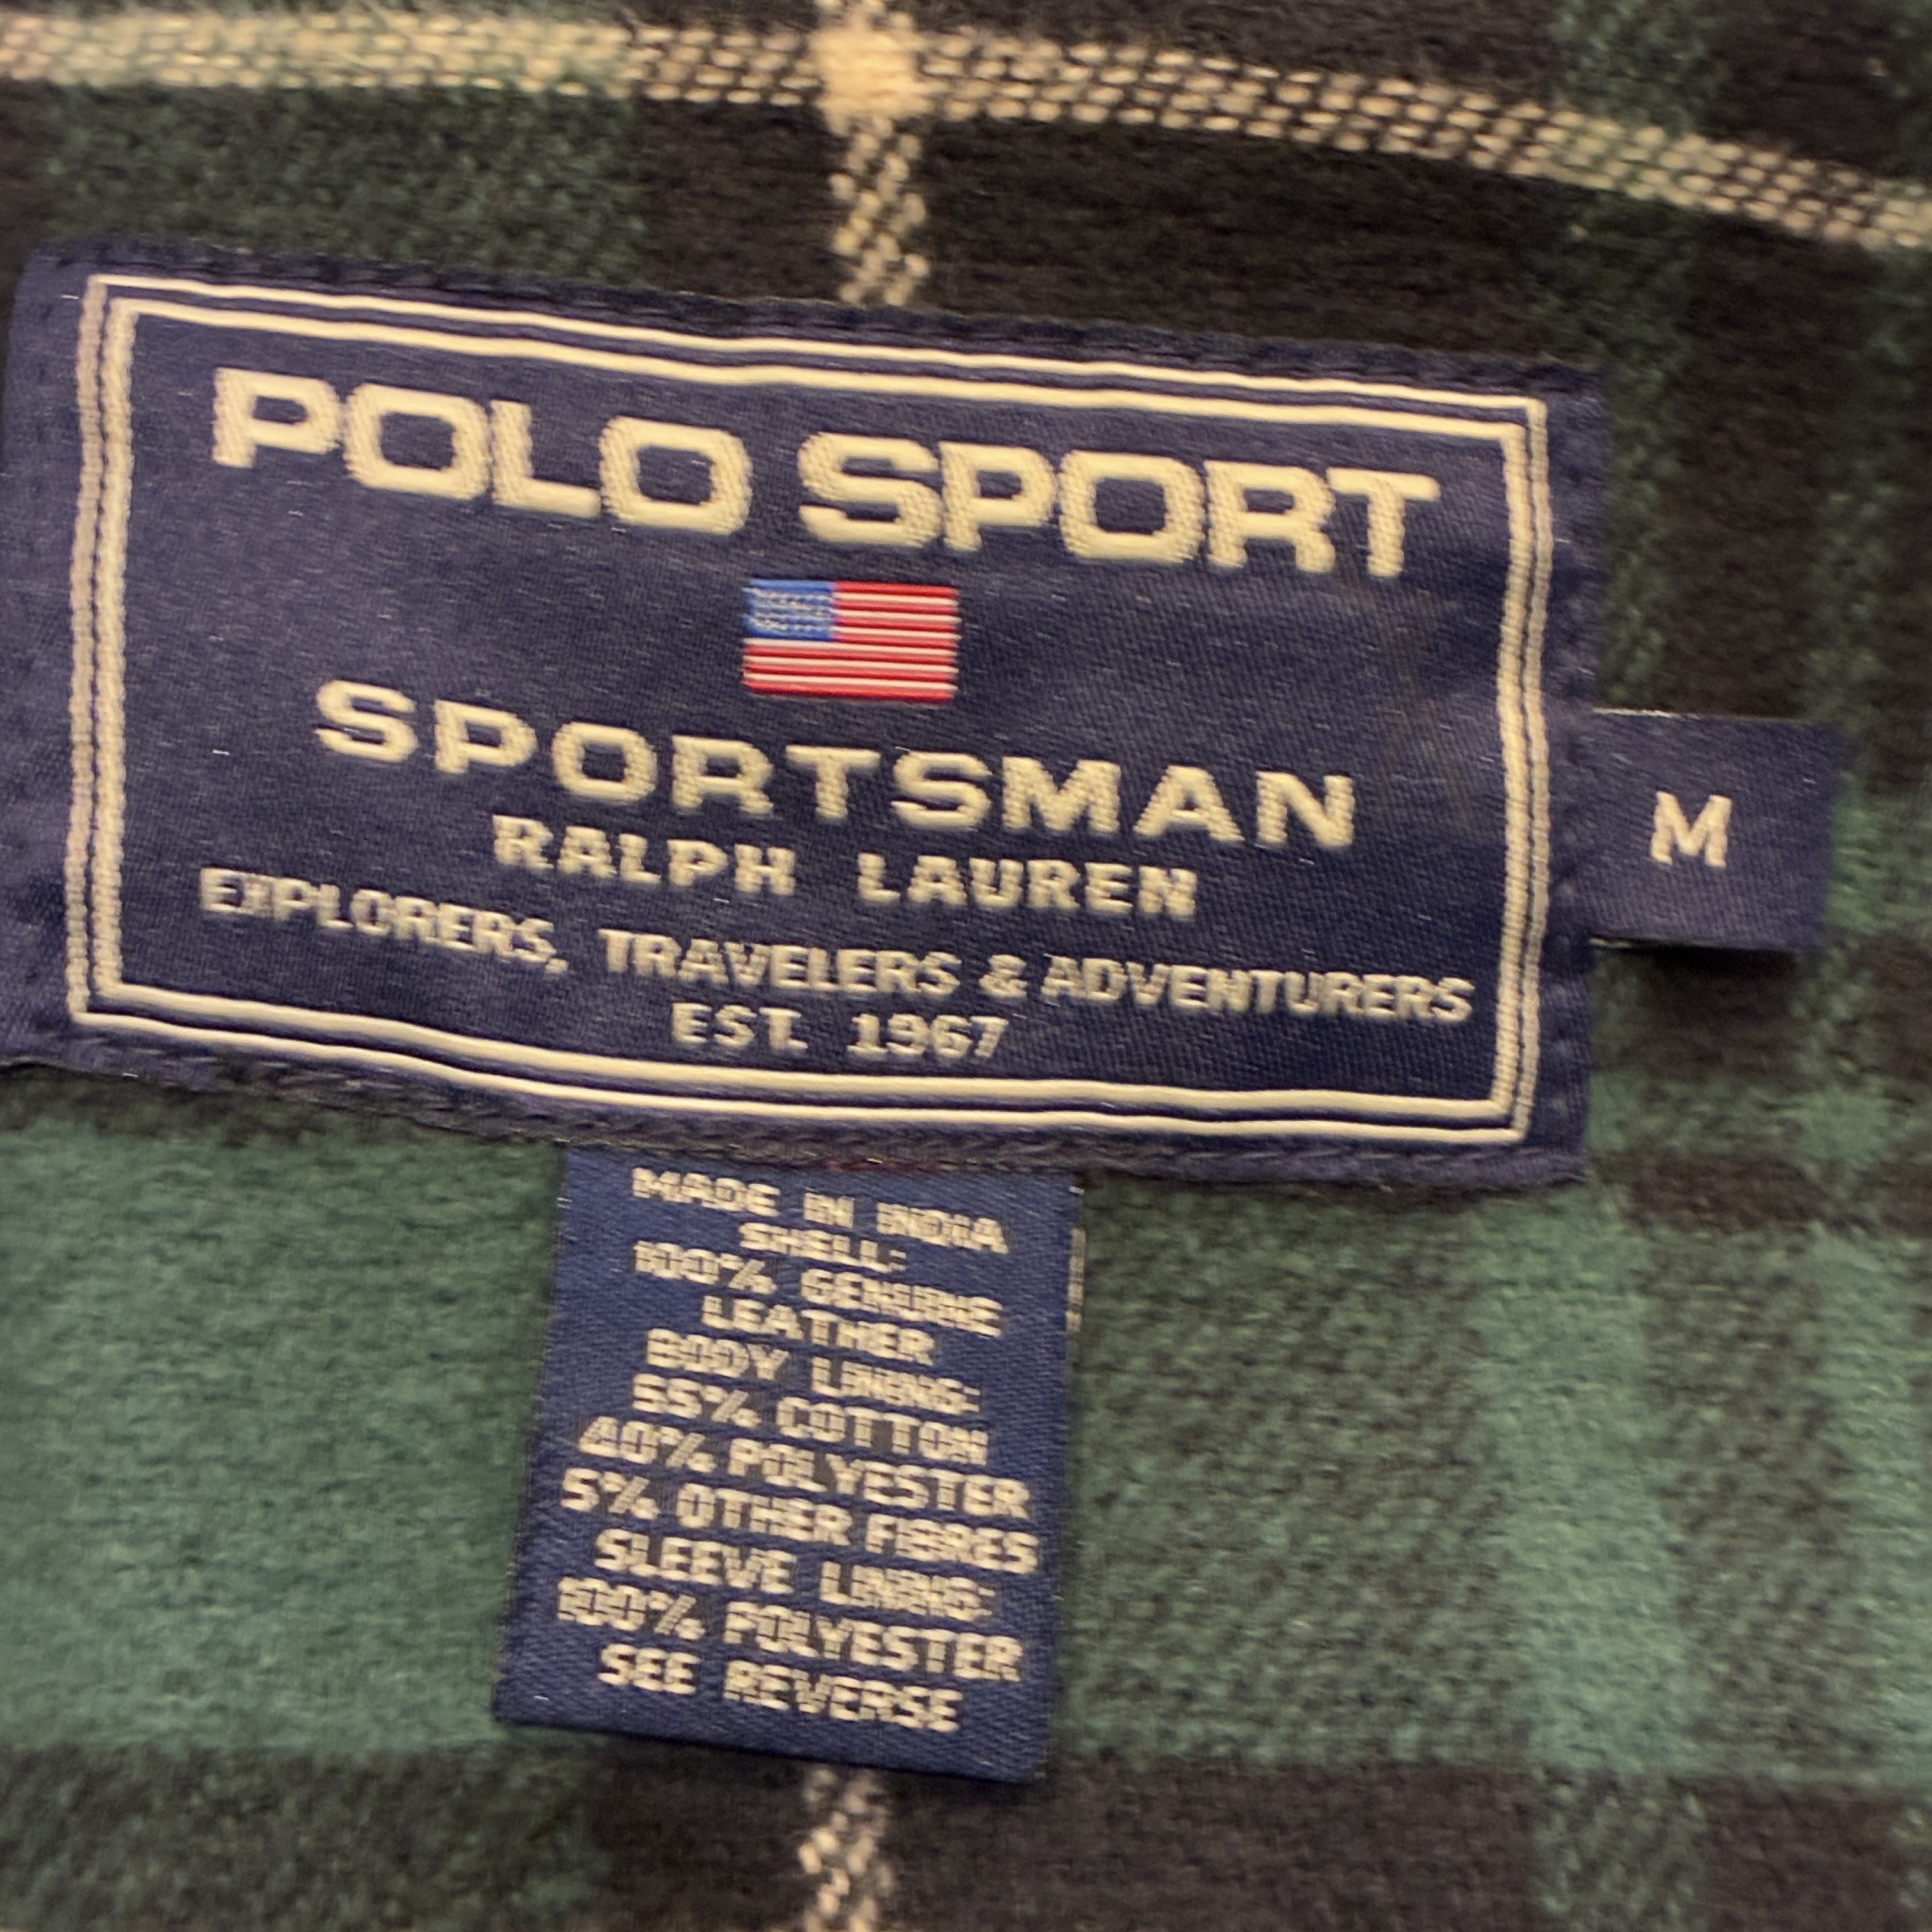 POLO SPORT
SPORTSMAN
RALPH LAUREN
EXPLORERS, TRAVELERS & ADVENTURERS
EST. 1967
M
MADE IN INDIA
SHELL:
100% GENUINE
LEATHER
BODY LINING:
55% COTTON
40% POLYESTER
5% OTHER FIBRES
SLEEVE LINING:
100% POLYESTER
SEE REVERSE